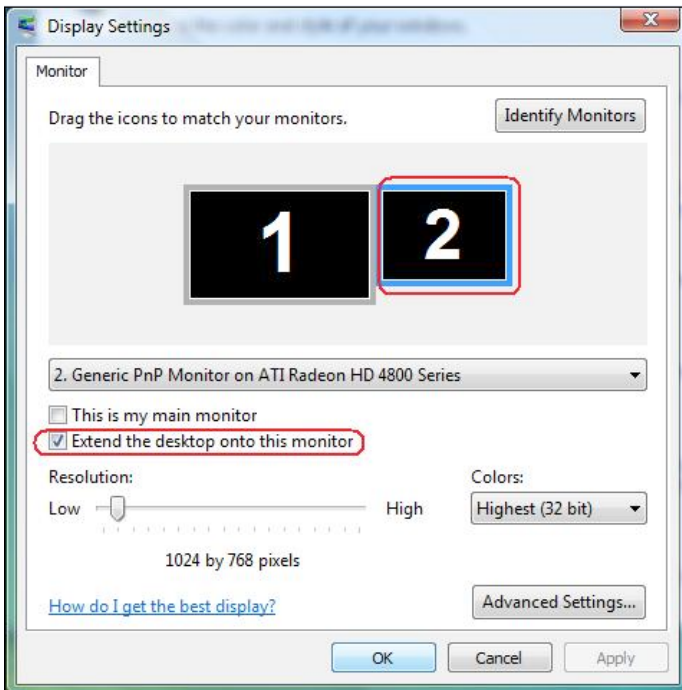 Display Settings
Monitor
Drag the icons to match your monitors.
Identify Monitors
1
2
2. Generic PnP Monitor on ATI Radeon HD 4800 Series
This is my main monitor
Extend the desktop onto this monitor
Resolution:
Colors:
Low
High
Highest (32 bit)
1024 by 768 pixels
How do I get the best display?
Advanced Settings...
OK
Cancel
Apply